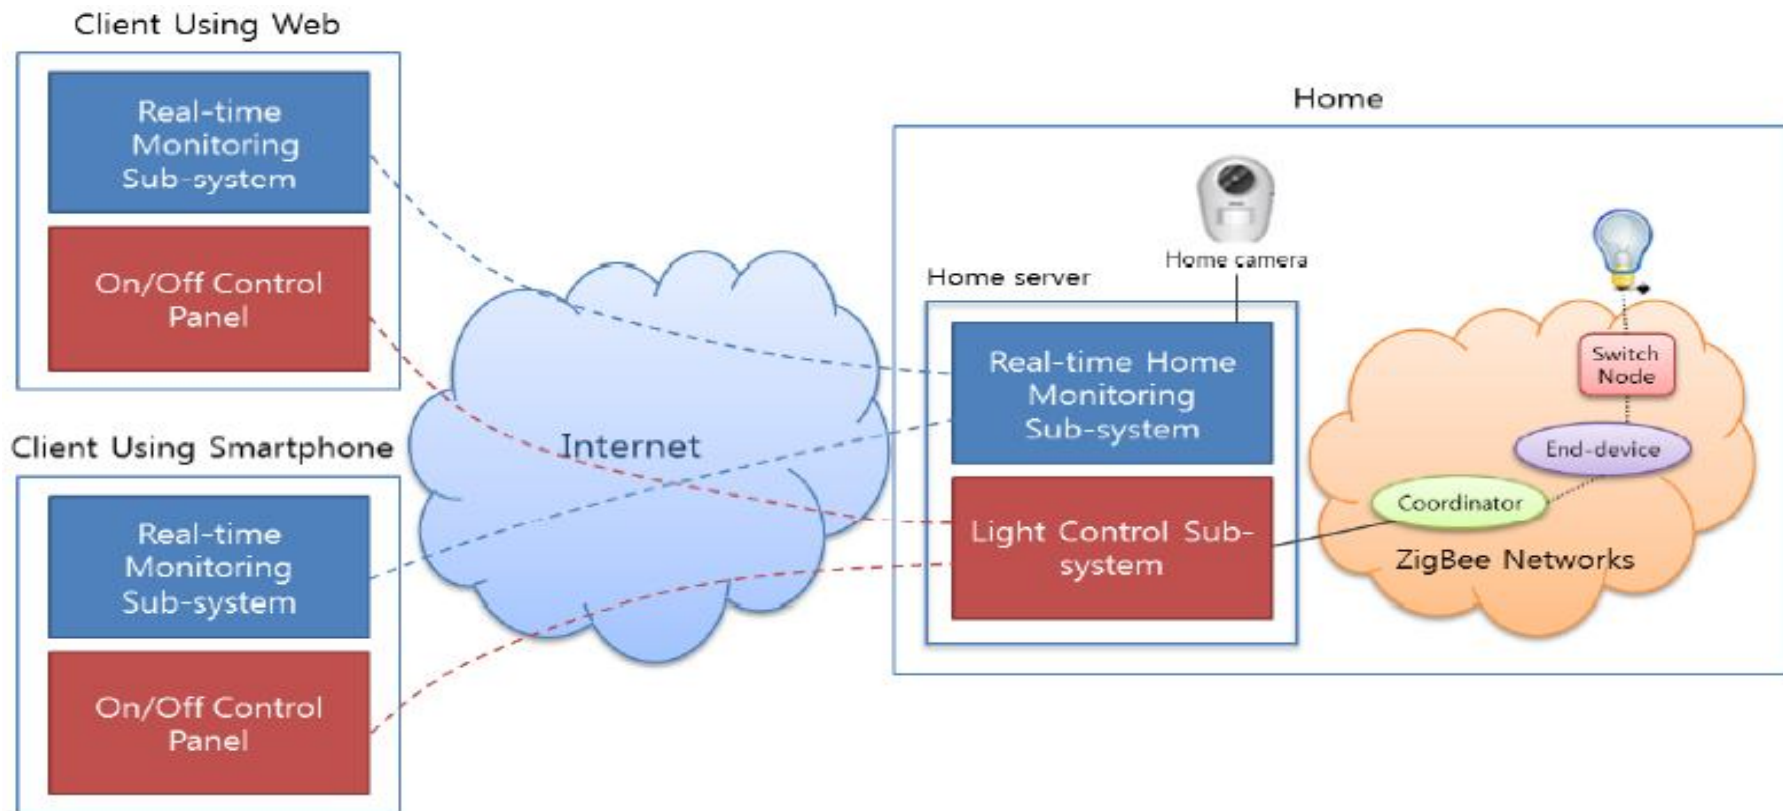 Client Using Web
Real-time
Monitoring
Sub-system
On/Off Control
Panel
Client Using Smartphone
Real-time
Monitoring
Sub-system
On/Off Control
Panel
Internet
Home
Home camera
Home server
Real-time Home
Monitoring
Sub-system
Light Control Sub-
system
Switch
Node
End-device
Coordinator
ZigBee Networks